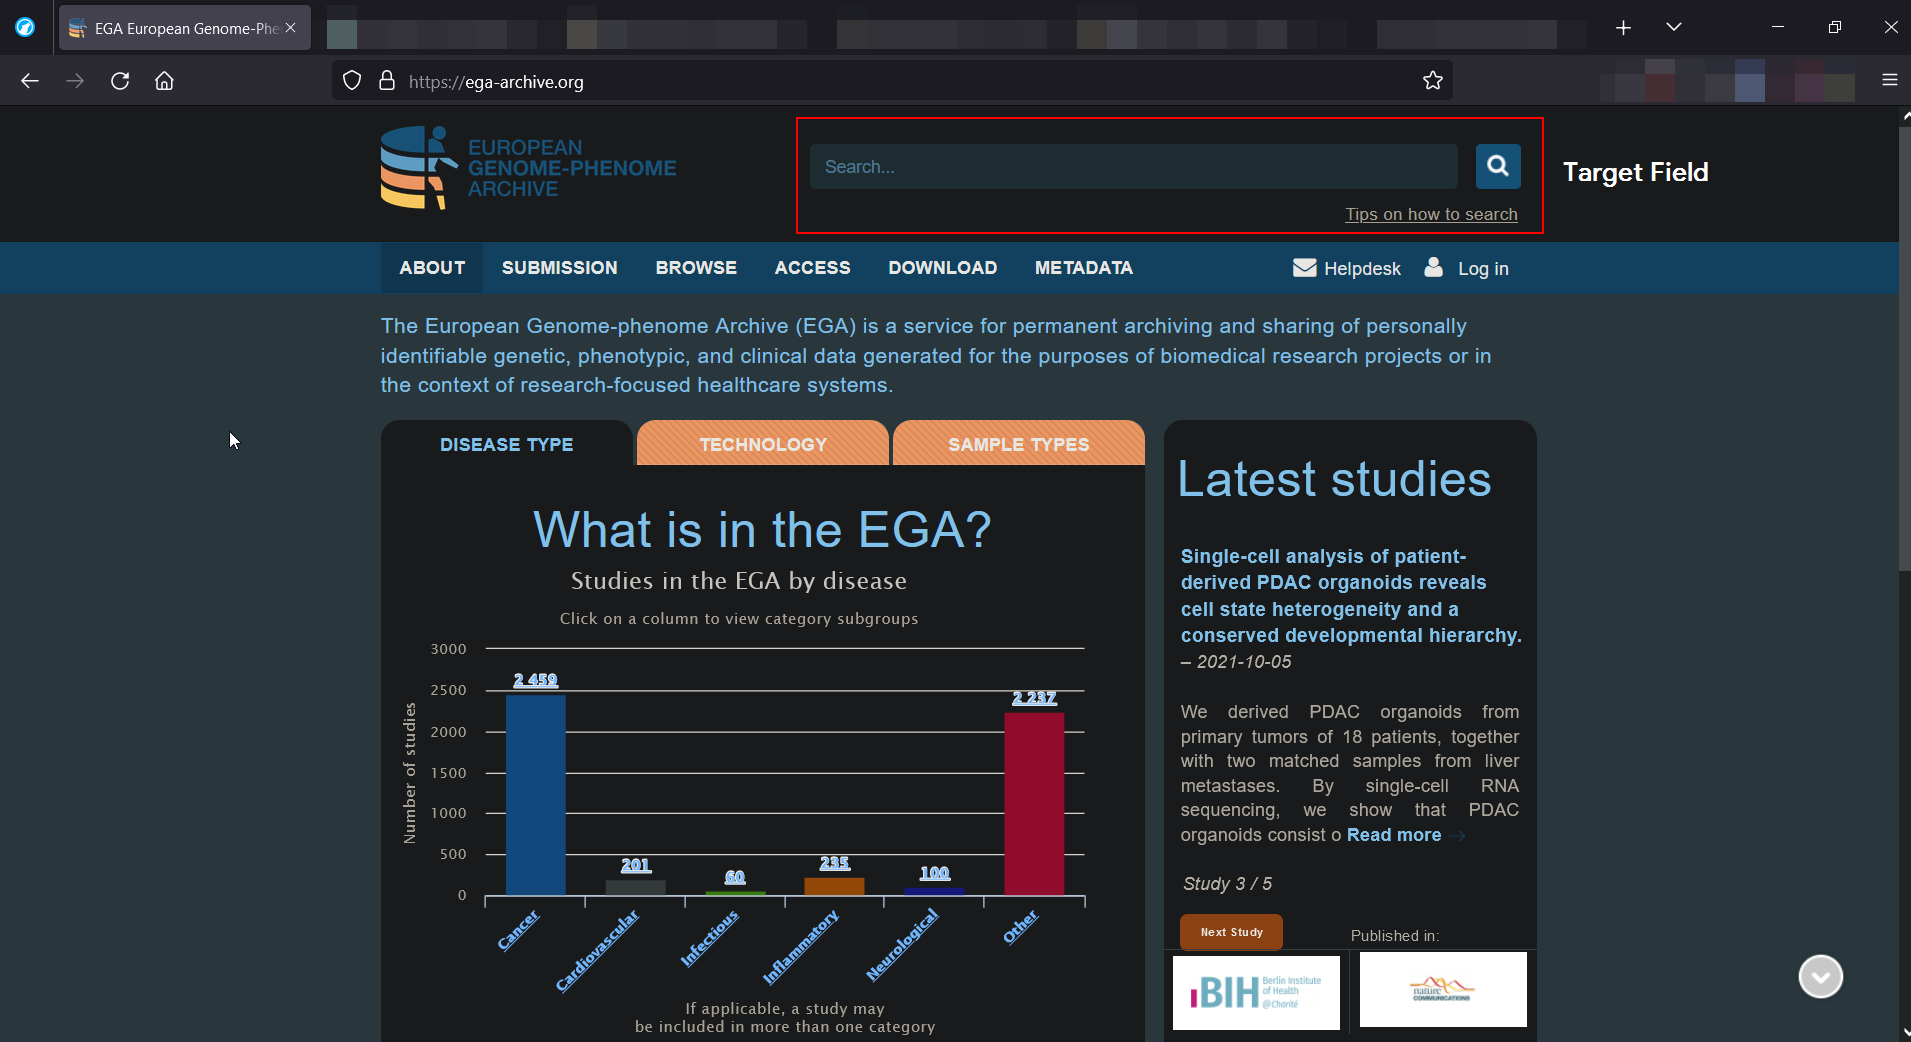 EGA European Genome-Phe
https://ega-archive.org
EUROPEAN
GENOME-PHENOME
ARCHIVE
Search...
Target Field
Tips on how to search
ABOUT SUBMISSION BROWSE ACCESS DOWNLOAD METADATA Helpdesk Log in
The European Genome-phenome Archive (EGA) is a service for permanent archiving and sharing of personally
identifiable genetic, phenotypic, and clinical data generated for the purposes of biomedical research projects or in
the context of research-focused healthcare systems.
DISEASE TYPE TECHNOLOGY SAMPLE TYPES
What is in the EGA?
Studies in the EGA by disease
Click on a column to view category subgroups
Number of studies
3000
2500
2000
1500
1000
500
0
2 459
201
60
235
100
2 237
Cancer
Cardiovascular
Infectious
Inflammatory
Neurological
Other
If applicable, a study may
be included in more than one category
Latest studies
Single-cell analysis of patient-
derived PDAC organoids reveals
cell state heterogeneity and a
conserved developmental hierarchy.
– 2021-10-05
We derived PDAC organoids from
primary tumors of 18 patients, together
with two matched samples from liver
metastases. By single-cell RNA
sequencing, we show that PDAC
organoids consist o Read more →
Study 3 / 5
Next Study
Published in:
BIH Berlin Institute
of Health
@Charité
nature
COMMUNICATIONS